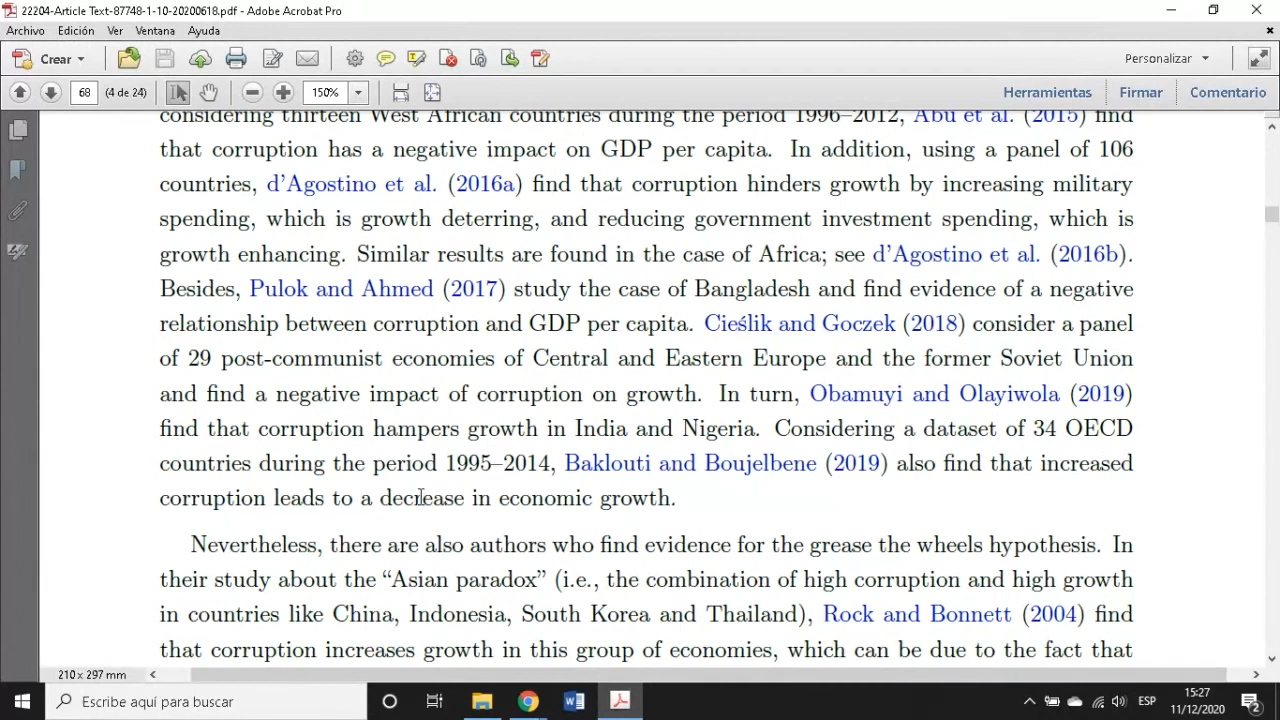 22204-Article Text-87748-1-10-20200618.pdf - Adobe Acrobat Pro
Archivo Edición Ver Ventana Ayuda
Crear Personalizar
68 (4 de 24) 150% Herramientas Firmar Comentario
considering thirteen West African countries during the period 1996–2012, Abu et al. (2015) find
that corruption has a negative impact on GDP per capita. In addition, using a panel of 106
countries, d'Agostino et al. (2016a) find that corruption hinders growth by increasing military
spending, which is growth deterring, and reducing government investment spending, which is
growth enhancing. Similar results are found in the case of Africa; see d'Agostino et al. (2016b).
Besides, Pulok and Ahmed (2017) study the case of Bangladesh and find evidence of a negative
relationship between corruption and GDP per capita. Cieślik and Goczek (2018) consider a panel
of 29 post-communist economies of Central and Eastern Europe and the former Soviet Union
and find a negative impact of corruption on growth. In turn, Obamuyi and Olayiwola (2019)
find that corruption hampers growth in India and Nigeria. Considering a dataset of 34 OECD
countries during the period 1995–2014, Baklouti and Boujelbene (2019) also find that increased
corruption leads to a decrease in economic growth.
Nevertheless, there are also authors who find evidence for the grease the wheels hypothesis. In
their study about the “Asian paradox” (i.e., the combination of high corruption and high growth
in countries like China, Indonesia, South Korea and Thailand), Rock and Bonnett (2004) find
that corruption increases growth in this group of economies, which can be due to the fact that
210 x 297 mm
Escribe aquí para buscar
ESP
15:27
11/12/2020
2